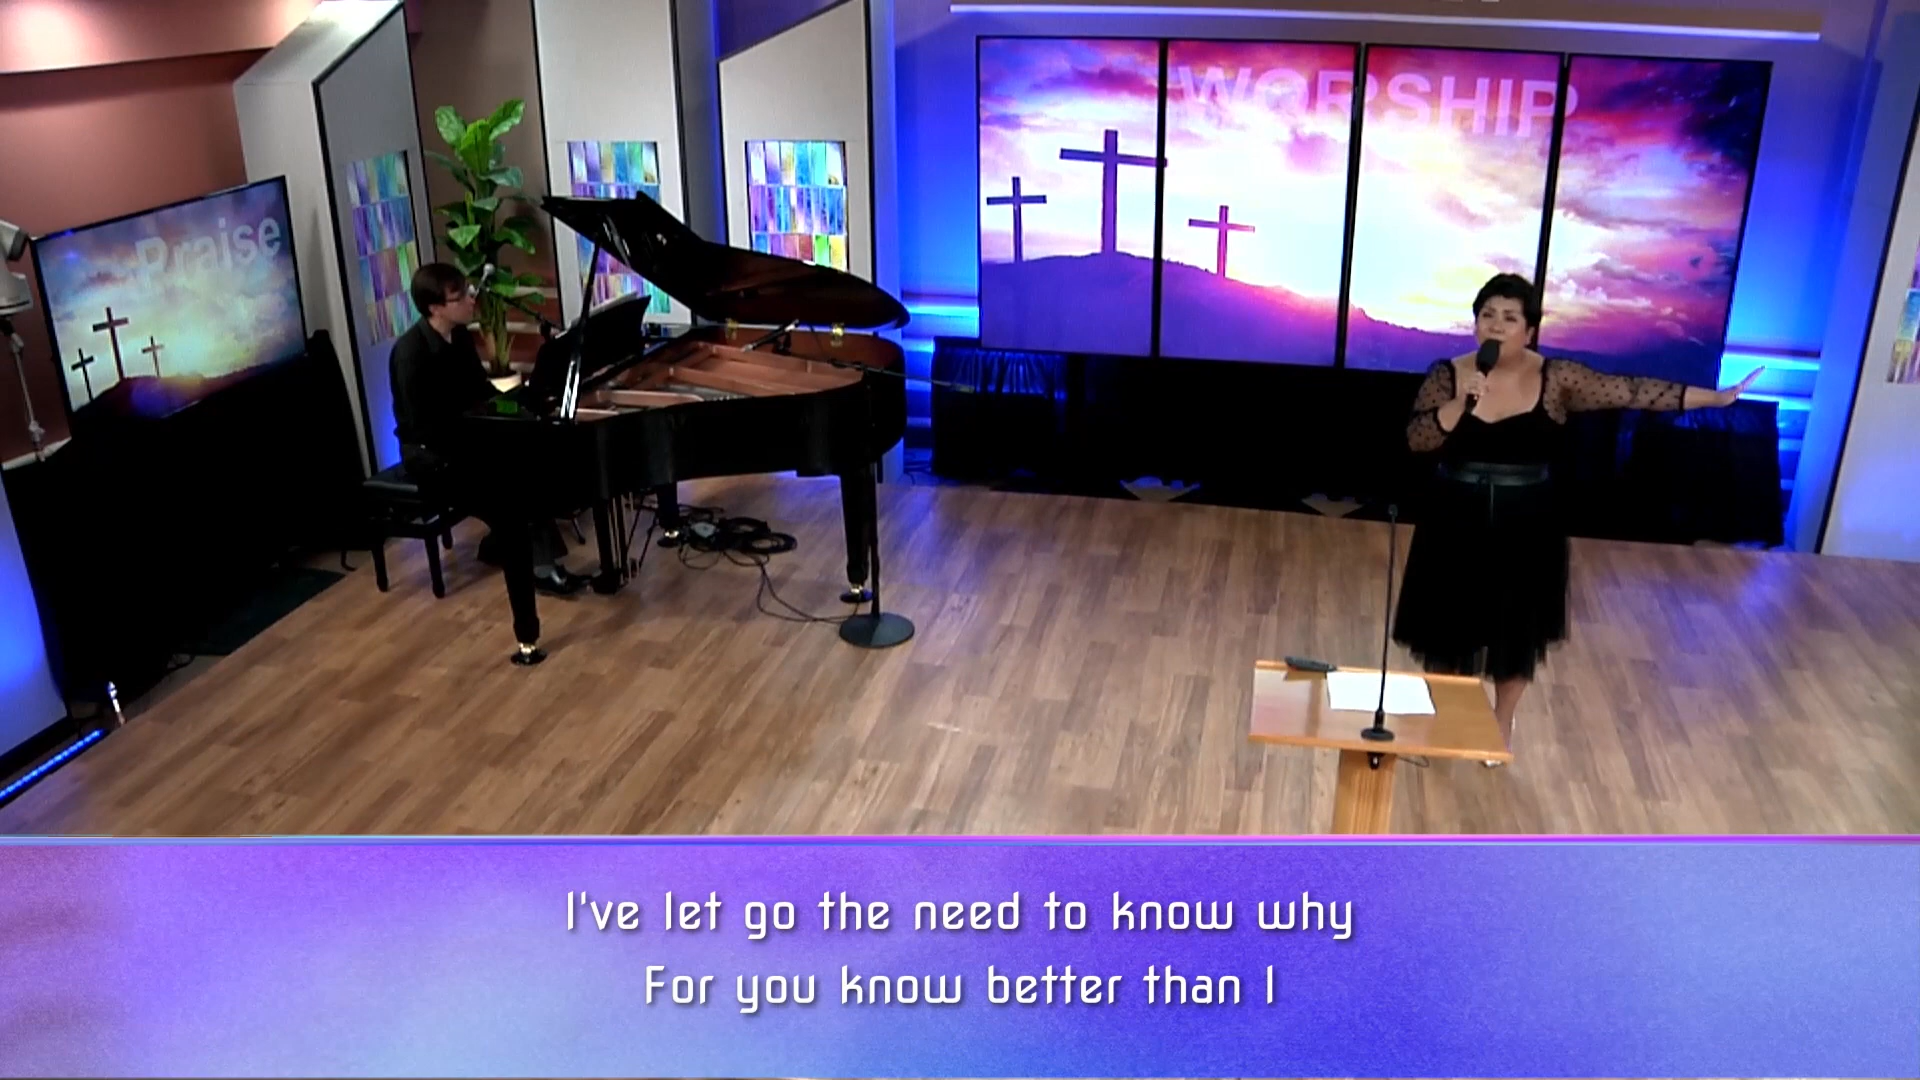 WORSHIP
Praise
I've let go the need to know why
For you know better than I